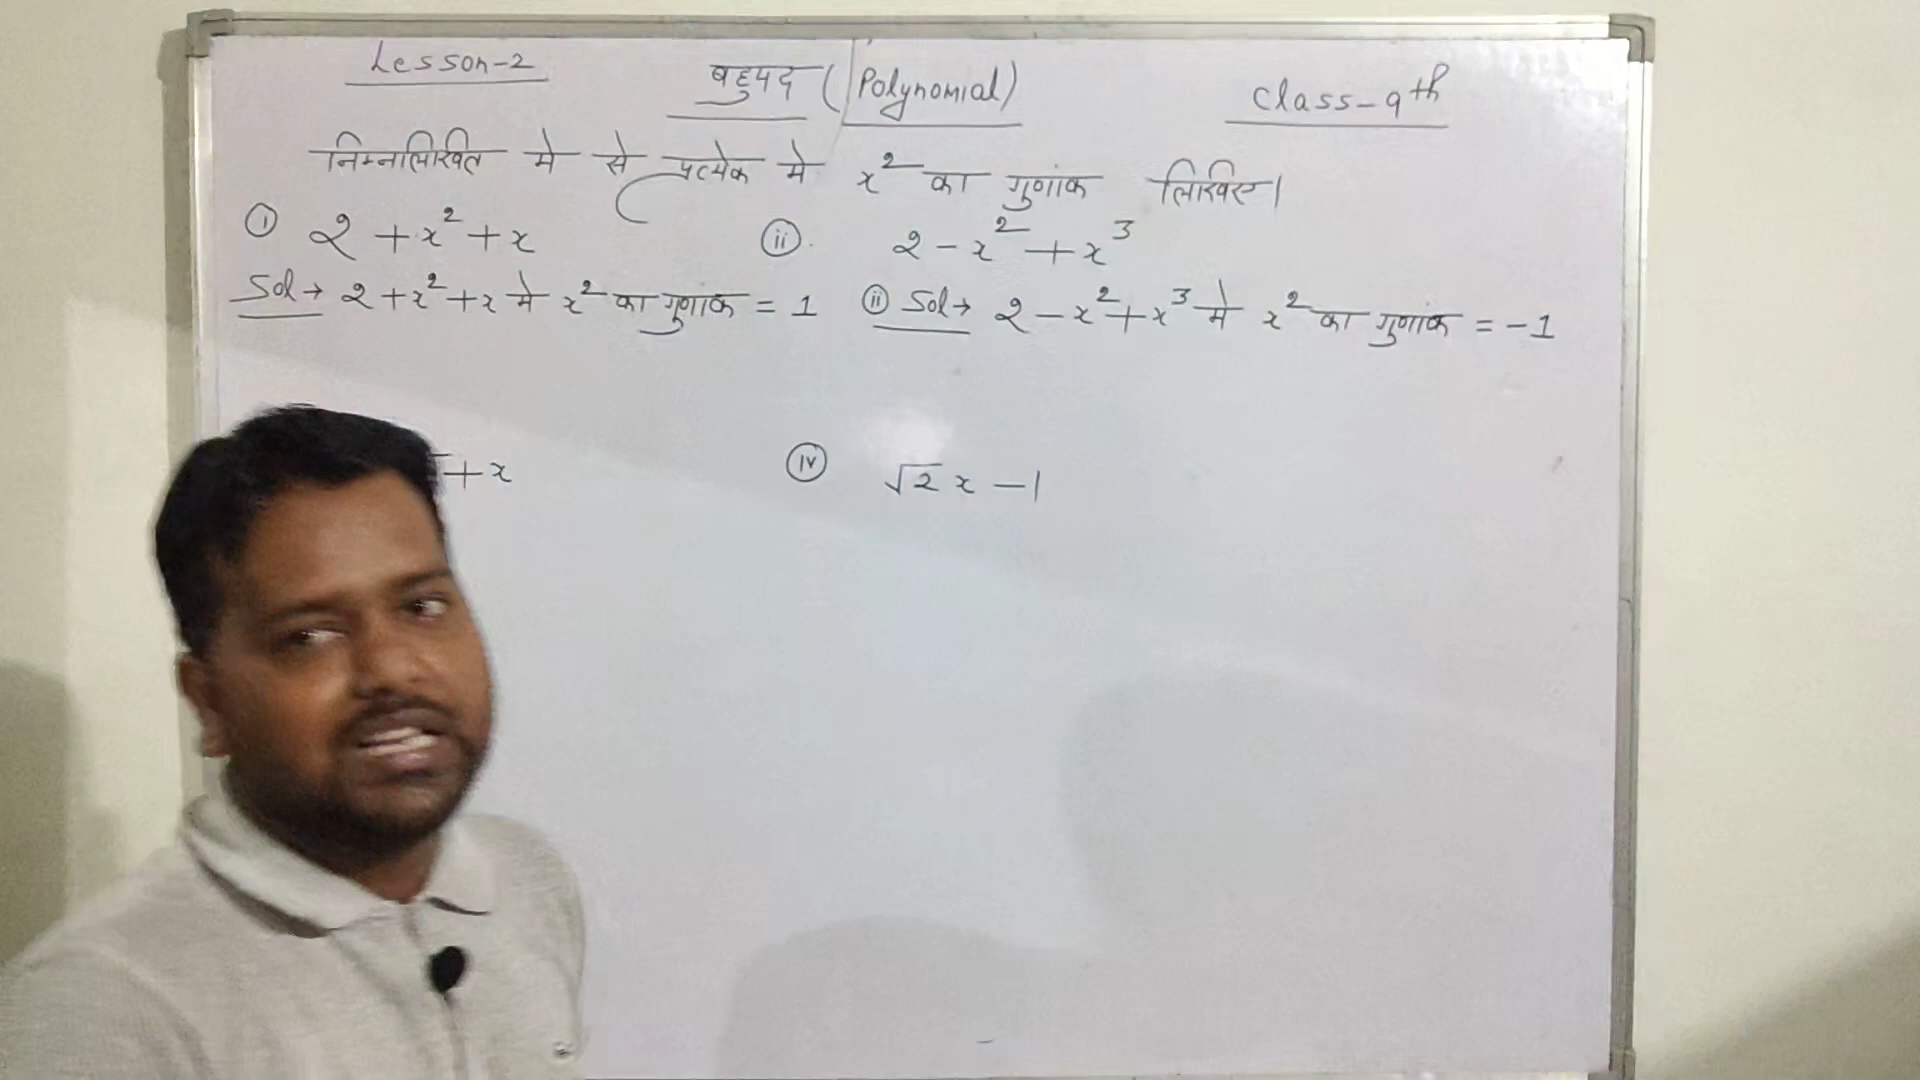 Lesson-2 बहुपद (Polynomial) Class-9th
निम्नलिखित मे से प्रत्येक मे x² का गुणांक लिखिए।
(i) 2 + x² + x (ii) 2 - x² + x³
Sol → 2 + x² + x मे x² का गुणांक = 1 (ii) Sol → 2 - x² + x³ मे x² का गुणांक = -1
+ x (iv) √2 x - 1